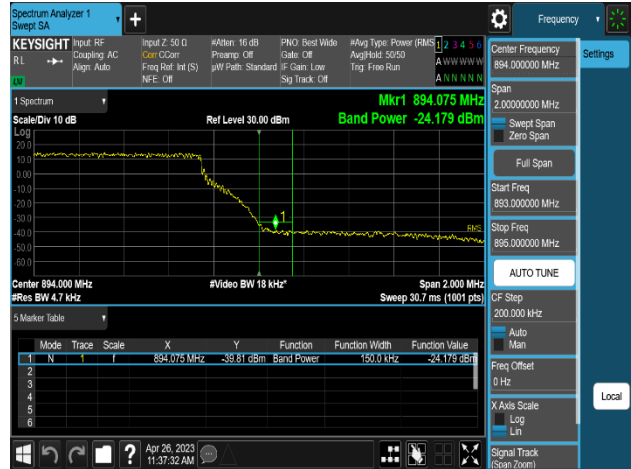 Spectrum Analyzer 1
Swept SA
+
Frequency
KEYSIGHT
Input: RF
Coupling: AC
Align: Auto
Input Z: 50 Ω
Corr CCorr
Freq Ref: Int (S)
NFE: Off
#Atten: 16 dB
Preamp: Off
µW Path: Standard
PNO: Best Wide
Gate: Off
IF Gain: Low
Sig Track: Off
#Avg Type: Power (RMS
Avg|Hold: 50/50
Trig: Free Run
1 2 3 4 5 6
A W W W W W
A N N N N N
R L
LXI
1 Spectrum
Scale/Div 10 dB
Ref Level 30.00 dBm
Mkr1 894.075 MHz
Band Power -24.179 dBm
Log
20.0
10.0
0.00
-10.0
-20.0
-30.0
-40.0
-50.0
-60.0
1
RMS
Center 894.000 MHz
#Video BW 18 kHz*
Span 2.000 MHz
#Res BW 4.7 kHz
Sweep 30.7 ms (1001 pts)
5 Marker Table
Mode Trace Scale X Y Function Function Width Function Value
1 N 1 f 894.075 MHz -39.81 dBm Band Power 150.0 kHz -24.179 dBm
2
3
4
5
6
Apr 26, 2023
11:37:32 AM
?
Center Frequency
894.000000 MHz
Settings
Span
2.00000000 MHz
Swept Span
Zero Span
Full Span
Start Freq
893.000000 MHz
Stop Freq
895.000000 MHz
AUTO TUNE
CF Step
200.000 kHz
Auto
Man
Freq Offset
0 Hz
X Axis Scale
Log
Lin
Local
Signal Track
(Span Zoom)